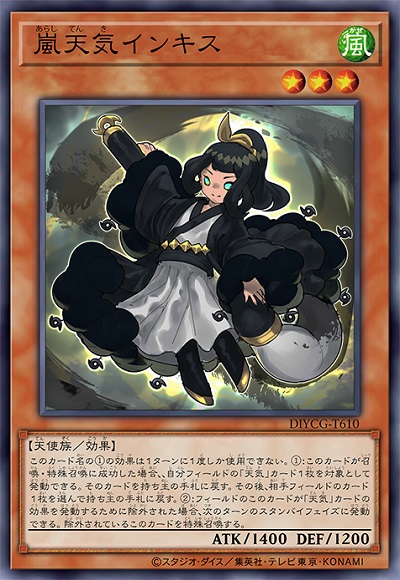 あらし てん き
嵐天気インキス
かぜ
風
DIYCG-T610
【天使族／効果】
このカード名の①の効果は1ターンに1度しか使用できない。①:このカードが召
喚・特殊召喚に成功した場合、、自分フィールドの「天気」カード1枚を対象として
発動できる。そのカードを持ち主の手札に戻す。その後、相手フィールドのカード
1枚を選んで持ち主の手札に戻す。②:フィールドのこのカードが「天気」カードの
効果を発動するために除外された場合、次のターンのスタンバイフェイズに発
動できる。除外されているこのカードを特殊召喚する。
ATK/1400 DEF/1200
©スタジオ・ダイス/集英社・テレビ東京・KONAMI